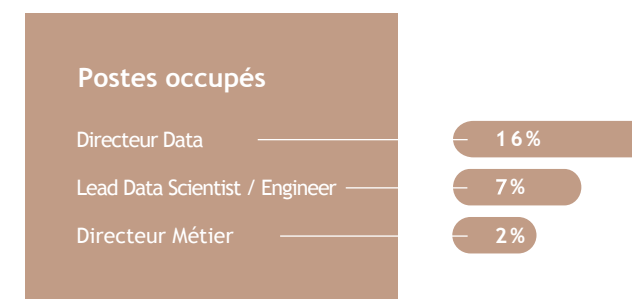 Postes occupés
Directeur Data 16%
Lead Data Scientist / Engineer 7%
Directeur Métier 2%